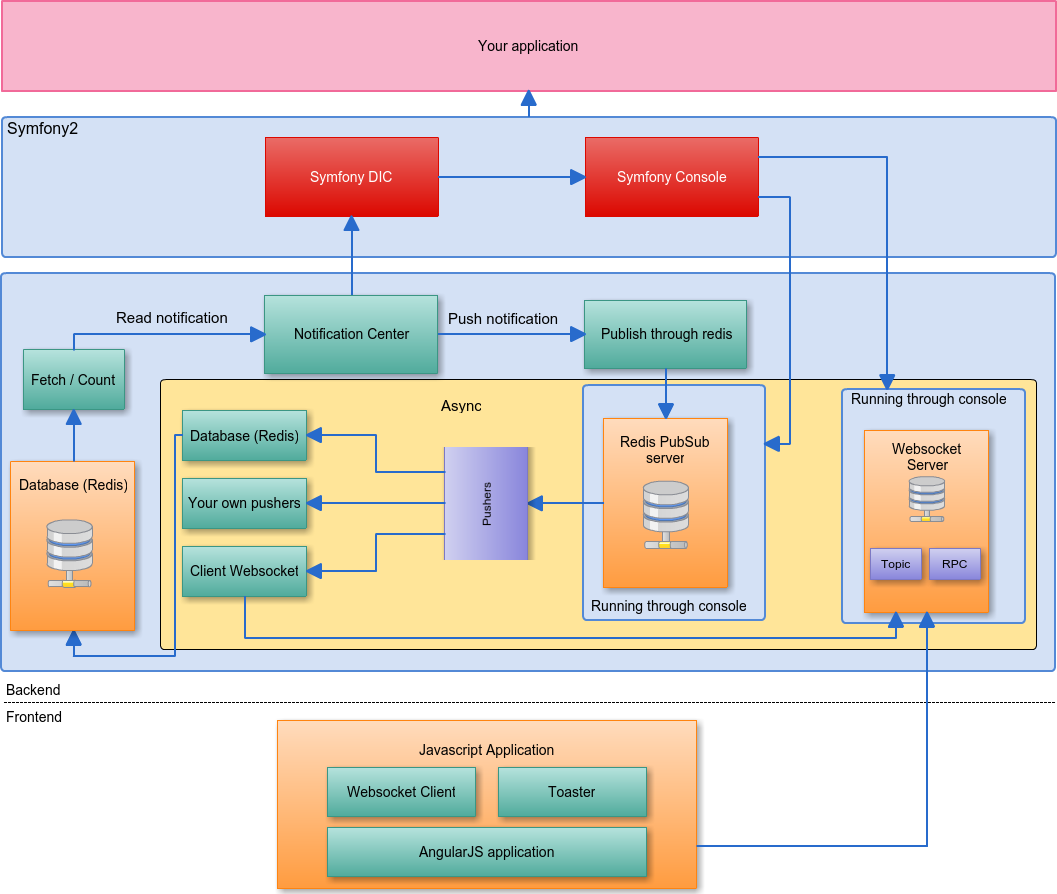 Your application
Symfony2
Symfony DIC
Symfony Console
Read notification
Notification Center
Push notification
Publish through redis
Fetch / Count
Async
Running through console
Database (Redis)
Database (Redis)
Your own pushers
Client Websocket
Pushers
Redis PubSub
server
Running through console
Websocket
Server
Topic
RPC
Backend
Frontend
Javascript Application
Websocket Client
Toaster
AngularJS application